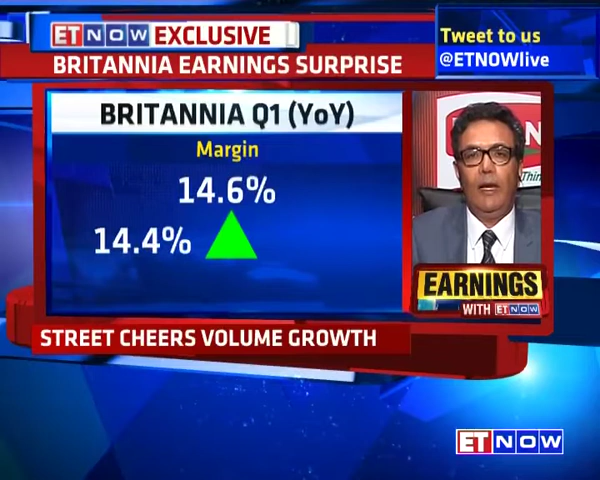 ET NOW EXCLUSIVE
BRITANNIA EARNINGS SURPRISE
Tweet to us
@ETNOWlive
BRITANNIA Q1 (YoY)
Margin
14.6%
14.4%
EARNINGS
WITH ET NOW
STREET CHEERS VOLUME GROWTH
ET NOW